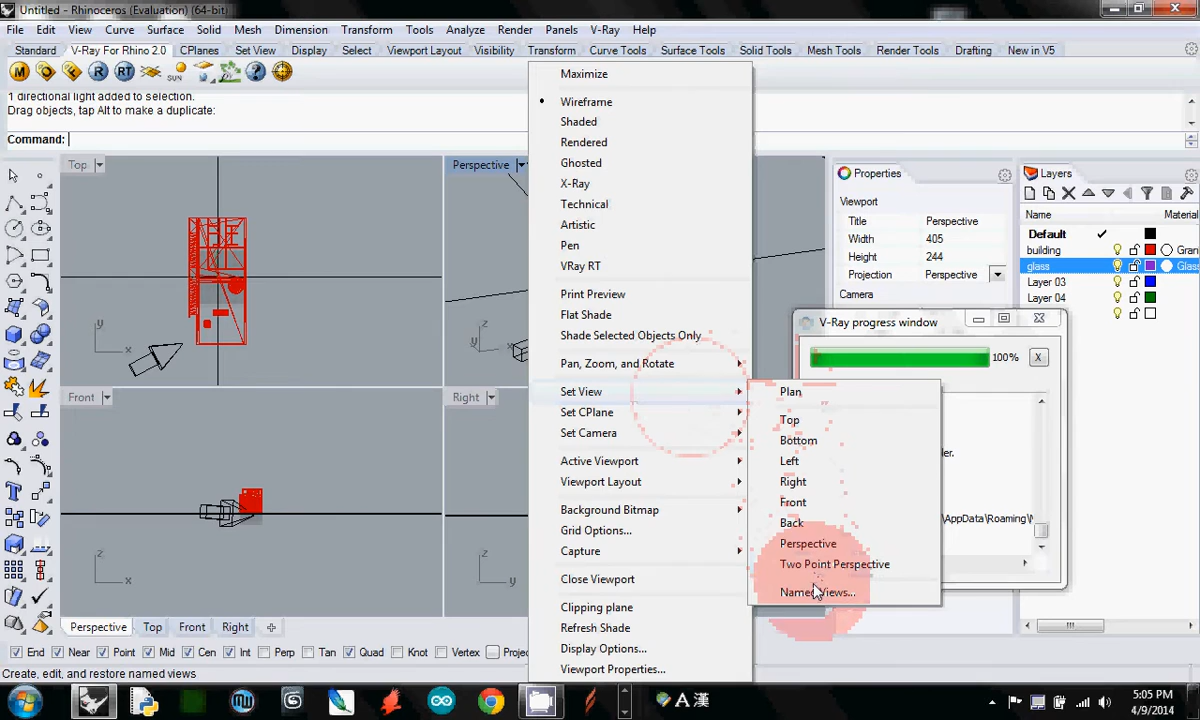 Untitled - Rhinoceros (Evaluation) (64-bit)
File Edit View Curve Surface Solid Mesh Dimension Transform Tools Analyze Render Panels V-Ray Help
Standard V-Ray For Rhino 2.0 CPlanes Set View Display Select Viewport Layout Visibility Transform Curve Tools Surface Tools Solid Tools Mesh Tools Render Tools Drafting New in V5
1 directional light added to selection.
Drag objects, tap Alt to make a duplicate:
Command:
Top
Perspective
Front
Right
Maximize
Wireframe
Shaded
Rendered
Ghosted
X-Ray
Technical
Artistic
Pen
VRay RT
Print Preview
Flat Shade
Shade Selected Objects Only
Pan, Zoom, and Rotate
Set View
Set CPlane
Set Camera
Active Viewport
Viewport Layout
Background Bitmap
Grid Options...
Capture
Close Viewport
Clipping plane
Refresh Shade
Display Options...
Viewport Properties...
Plan
Top
Bottom
Left
Right
Front
Back
Perspective
Two Point Perspective
Named Views...
Properties
Viewport
Title Perspective
Width 405
Height 244
Projection Perspective
Camera
Layers
Name Material
Default
building Gran
glass Glass
Layer 03
Layer 04
V-Ray progress window
100% X
der.
\AppData\Roaming\
y x
z y
z x
z y
Perspective Top Front Right
End Near Point Mid Cen Int Perp Tan Quad Knot Vertex Projec
Create, edit, and restore named views
A 漢
5:05 PM
4/9/2014